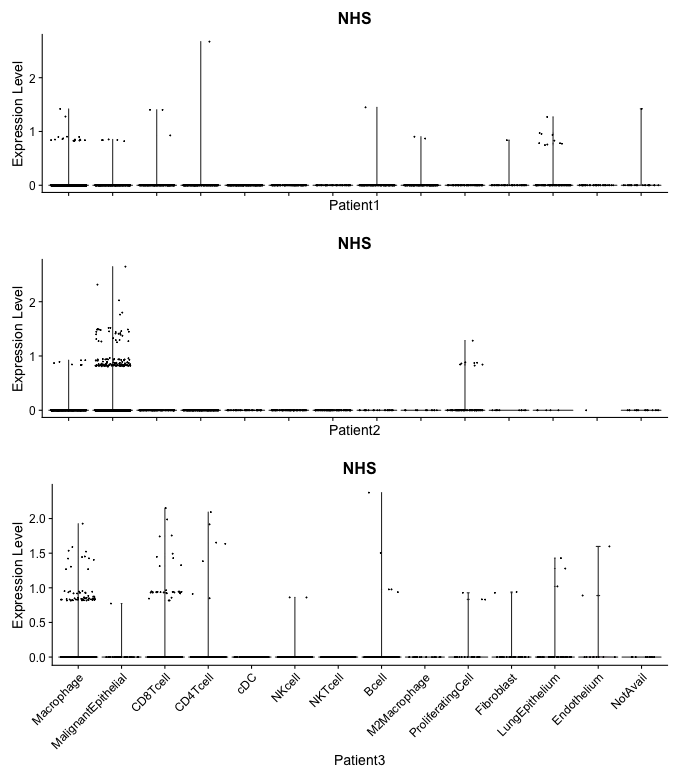 NHS
Expression Level
2
1
0
Patient1
NHS
Expression Level
2
1
0
Patient2
NHS
Expression Level
2.0
1.5
1.0
0.5
0.0
Macrophage
MalignantEpithelial
CD8Tcell
CD4Tcell
cDC
NKcell
NKTcell
Bcell
M2Macrophage
ProliferatingCell
Fibroblast
LungEpithelium
Endothelium
NotAvail
Patient3